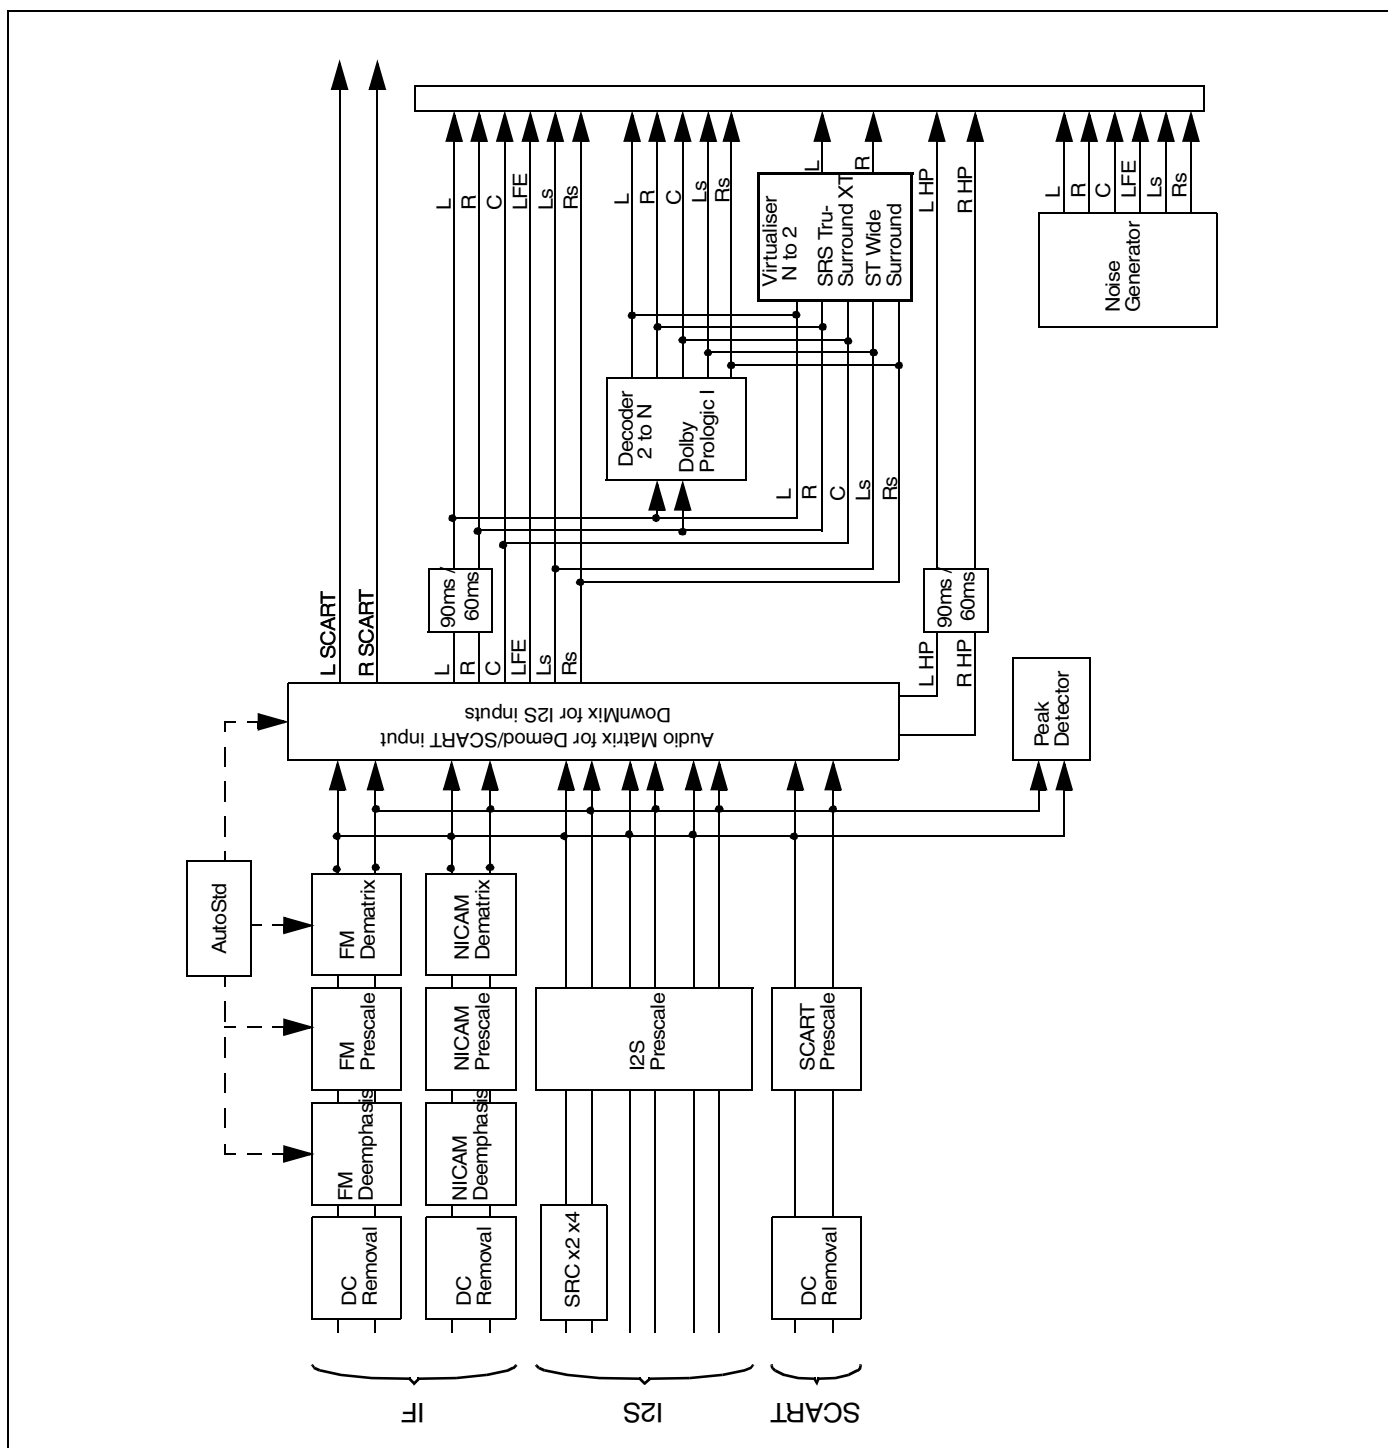 L SCART
R SCART
L
R
C
LFE
Ls
Rs
L
R
C
Ls
Rs
L
R
L HP
R HP
L
R
C
LFE
Ls
Rs
Virtualiser
N to 2
SRS Tru-
Surround XT
ST Wide
Surround
Noise
Generator
Decoder
2 to N
Dolby
Prologic I
L
R
C
Ls
Rs
90ms /
60ms
90ms /
60ms
L
R
C
LFE
Ls
Rs
L HP
R HP
Audio Matrix for Demod/SCART input
DownMix for I2S inputs
Peak
Detector
AutoStd
FM
Dematrix
NICAM
Dematrix
FM
Prescale
NICAM
Prescale
I2S
Prescale
SCART
Prescale
FM
Deemphasis
NICAM
Deemphasis
DC
Removal
DC
Removal
SRC x2 x4
DC
Removal
IF
I2S
SCART